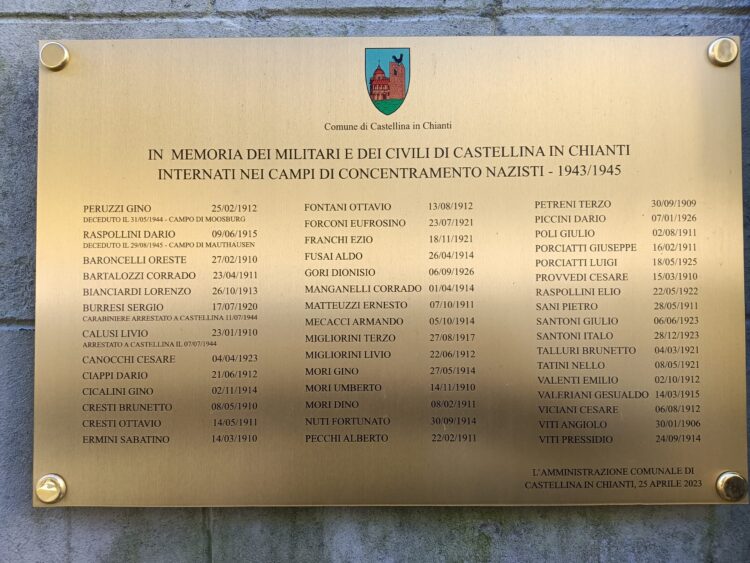 Comune di Castellina in Chianti
IN MEMORIA DEI MILITARI E DEI CIVILI DI CASTELLINA IN CHIANTI
INTERNATI NEI CAMPI DI CONCENTRAMENTO NAZISTI - 1943/1945
PERUZZI GINO 25/02/1912
DECEDUTO IL 31/05/1944 - CAMPO DI MOOSBURG
RASPOLLINI DARIO 09/06/1915
DECEDUTO IL 29/08/1945 - CAMPO DI MAUTHAUSEN
BARONCELLI ORESTE 27/02/1910
BARTALOZZI CORRADO 23/04/1911
BIANCIARDI LORENZO 26/10/1913
BURRESI SERGIO 17/07/1920
CARABINIERE ARRESTATO A CASTELLINA 11/07/1944
CALUSI LIVIO 23/01/1910
ARRESTATO A CASTELLINA IL 07/07/1944
CANOCCHI CESARE 04/04/1923
CIAPPI DARIO 21/06/1912
CICALINI GINO 02/11/1914
CRESTI BRUNETTO 08/05/1910
CRESTI OTTAVIO 14/05/1911
ERMINI SABATINO 14/03/1910
FONTANI OTTAVIO 13/08/1912
FORCONI EUFROSINO 23/07/1921
FRANCHI EZIO 18/11/1921
FUSAI ALDO 26/04/1914
GORI DIONISIO 06/09/1926
MANGANELLI CORRADO 01/04/1914
MATTEUZZI ERNESTO 07/10/1911
MECACCI ARMANDO 05/10/1914
MIGLIORINI TERZO 27/08/1917
MIGLIORINI LIVIO 22/06/1912
MORI GINO 27/05/1914
MORI UMBERTO 14/11/1910
MORI DINO 08/02/1911
NUTI FORTUNATO 30/09/1914
PECCHI ALBERTO 22/02/1911
PETRENI TERZO 30/09/1909
PICCINI DARIO 07/01/1926
POLI GIULIO 02/08/1911
PORCIATTI GIUSEPPE 16/02/1911
PORCIATTI LUIGI 18/05/1925
PROVVEDI CESARE 15/03/1910
RASPOLLINI ELIO 22/05/1922
SANI PIETRO 28/05/1911
SANTONI GIULIO 06/06/1923
SANTONI ITALO 28/12/1923
TALLURI BRUNETTO 04/03/1921
TATINI NELLO 08/05/1921
VALENTI EMILIO 02/10/1912
VALERIANI GESUALDO 14/03/1915
VICIANI CESARE 06/08/1912
VITI ANGIOLO 30/01/1906
VITI PRESSIDIO 24/09/1914
L'AMMINISTRAZIONE COMUNALE DI
CASTELLINA IN CHIANTI, 25 APRILE 2023